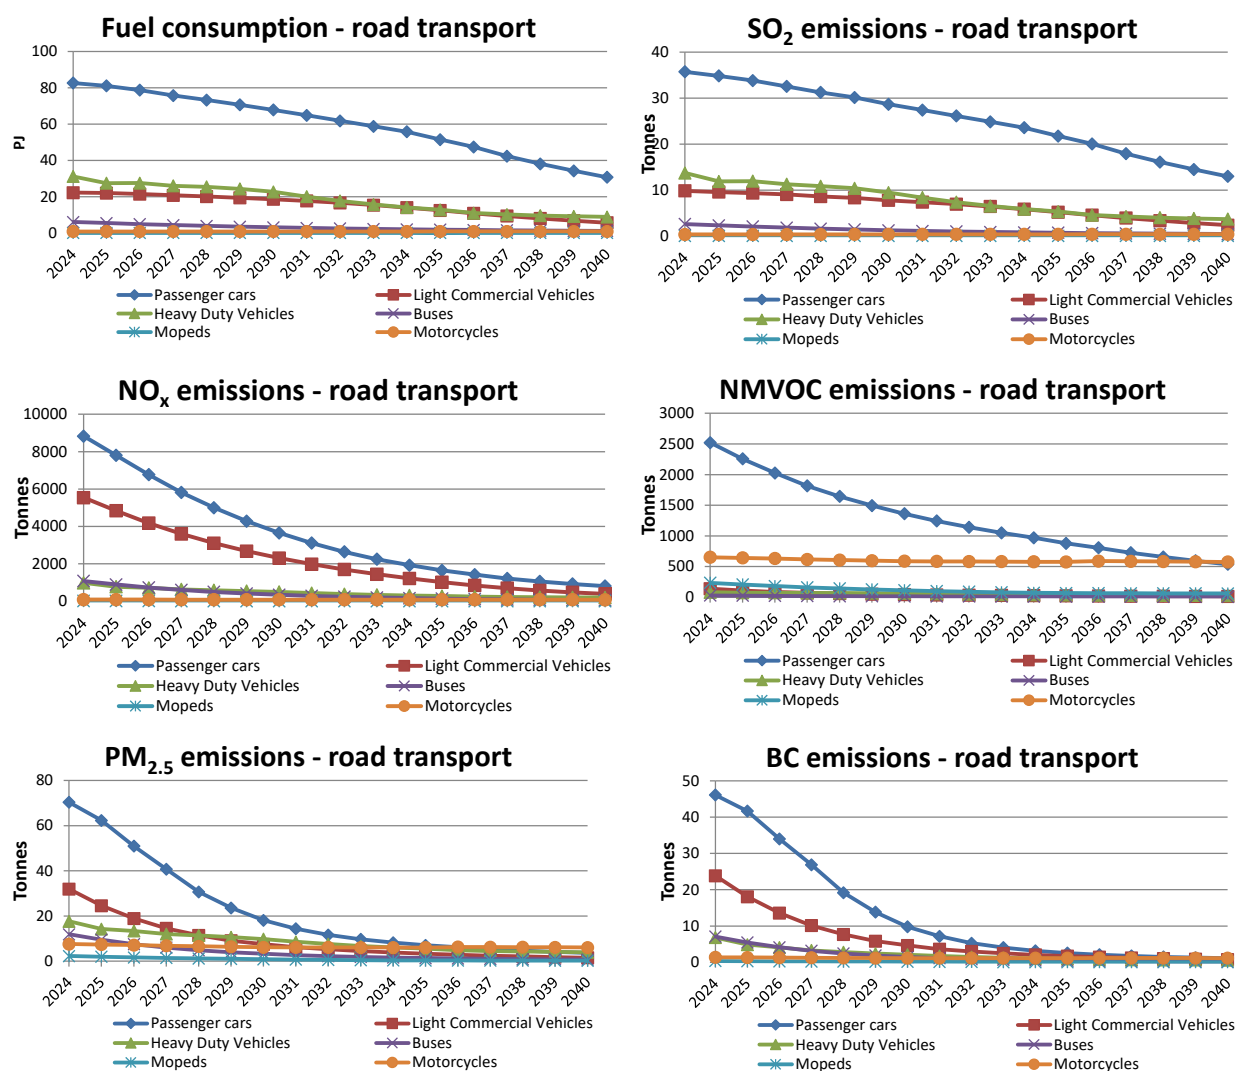 Fuel consumption - road transport
100
80
60
40
20
0
PJ
2024 2025 2026 2027 2028 2029 2030 2031 2032 2033 2034 2035 2036 2037 2038 2039 2040
Passenger cars Light Commercial Vehicles
Heavy Duty Vehicles Buses
Mopeds Motorcycles
SO2 emissions - road transport
40
30
20
10
0
Tonnes
2024 2025 2026 2027 2028 2029 2030 2031 2032 2033 2034 2035 2036 2037 2038 2039 2040
Passenger cars Light Commercial Vehicles
Heavy Duty Vehicles Buses
Mopeds Motorcycles
NOx emissions - road transport
10000
8000
6000
4000
2000
0
Tonnes
2024 2025 2026 2027 2028 2029 2030 2031 2032 2033 2034 2035 2036 2037 2038 2039 2040
Passenger cars Light Commercial Vehicles
Heavy Duty Vehicles Buses
Mopeds Motorcycles
NMVOC emissions - road transport
3000
2500
2000
1500
1000
500
0
Tonnes
2024 2025 2026 2027 2028 2029 2030 2031 2032 2033 2034 2035 2036 2037 2038 2039 2040
Passenger cars Light Commercial Vehicles
Heavy Duty Vehicles Buses
Mopeds Motorcycles
PM2.5 emissions - road transport
80
60
40
20
0
Tonnes
2024 2025 2026 2027 2028 2029 2030 2031 2032 2033 2034 2035 2036 2037 2038 2039 2040
Passenger cars Light Commercial Vehicles
Heavy Duty Vehicles Buses
Mopeds Motorcycles
BC emissions - road transport
50
40
30
20
10
0
Tonnes
2024 2025 2026 2027 2028 2029 2030 2031 2032 2033 2034 2035 2036 2037 2038 2039 2040
Passenger cars Light Commercial Vehicles
Heavy Duty Vehicles Buses
Mopeds Motorcycles